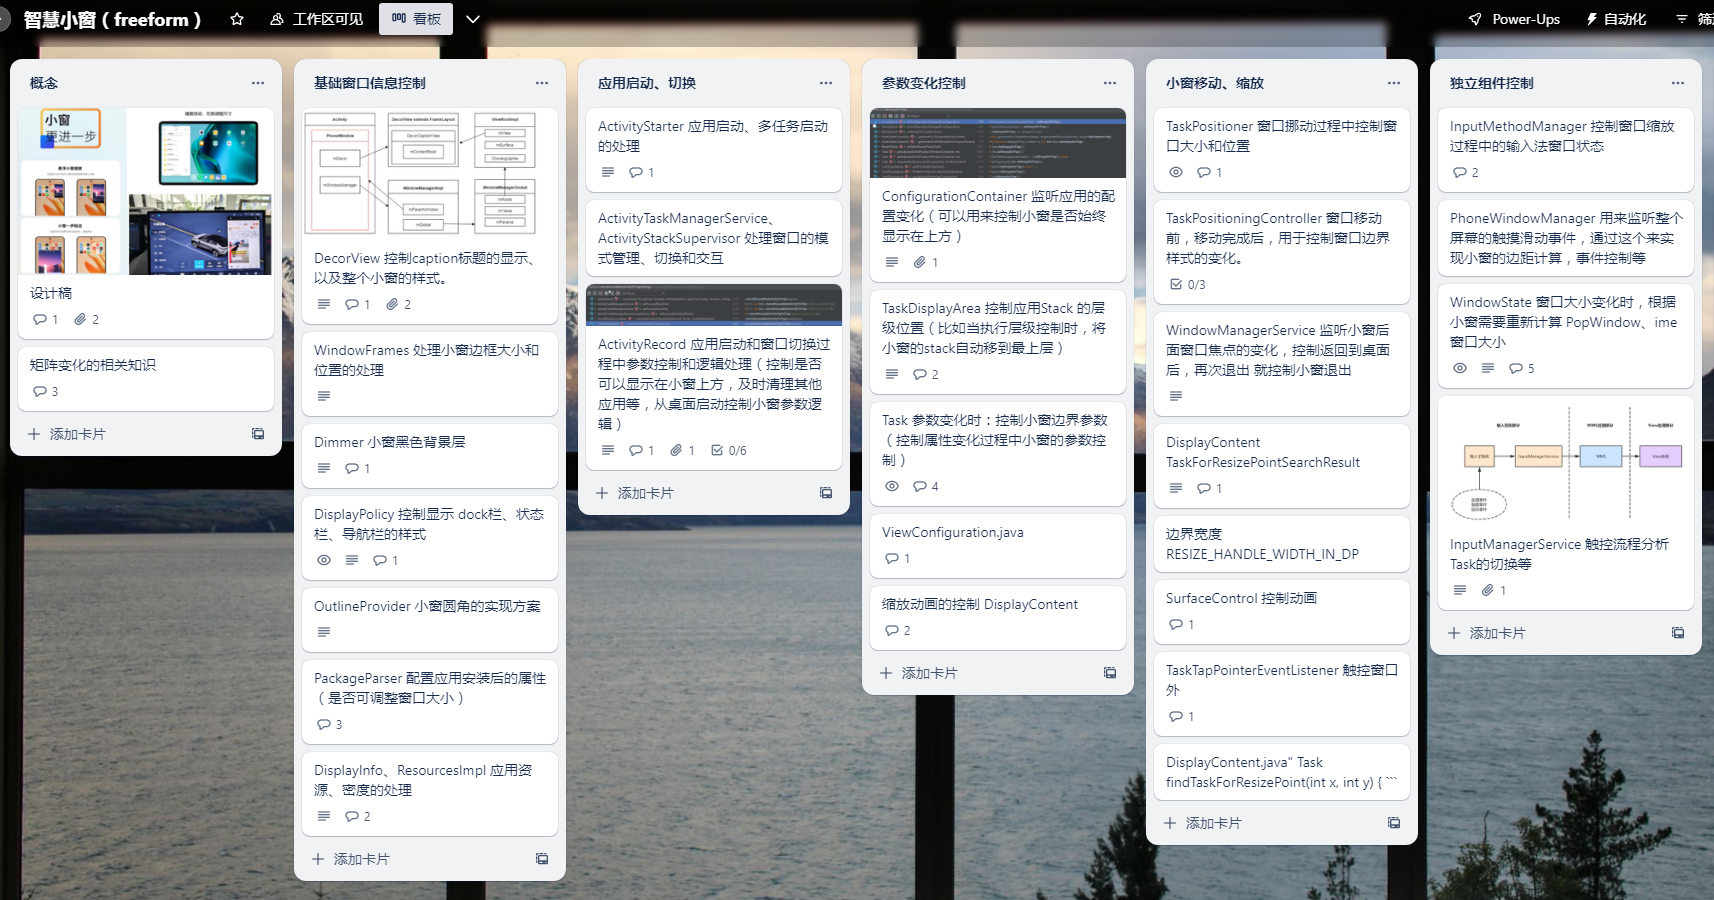 智慧小窗（freeform）
工作区可见
看板
Power-Ups
自动化
概念
小窗
更进一步
设计稿
1
2
矩阵变化的相关知识
3
添加卡片
基础窗口信息控制
Activity
PhoneWindow
mDecor
mWindowManager
DecorView extends FrameLayout
DecorCaptionView
mContentRoot
ViewRootImpl
mView
mSurface
Choreographer
WindowManagerImpl
mParentWindow
mGlobal
WindowManagerGlobal
mRoots
mViews
mParams
DecorView 控制caption标题的显示、
以及整个小窗的样式。
1
2
WindowFrames 处理小窗边框大小和
位置的处理
Dimmer 小窗黑色背景层
1
DisplayPolicy 控制显示 dock栏、状态
栏、导航栏的样式
1
OutlineProvider 小窗圆角的实现方案
PackageParser 配置应用安装后的属性
（是否可调整窗口大小）
3
DisplayInfo、ResourcesImpl 应用资
源、密度的处理
2
添加卡片
应用启动、切换
ActivityStarter 应用启动、多任务启动
的处理
1
ActivityTaskManagerService、
ActivityStackSupervisor 处理窗口的模
式管理、切换和交互
ActivityRecord 应用启动和窗口切换过
程中参数控制和逻辑处理（控制是否
可以显示在小窗上方，及时清理其他
应用等，从桌面启动控制小窗参数逻
辑）
1
1
0/6
添加卡片
参数变化控制
ConfigurationContainer 监听应用的配
置变化（可以用来控制小窗是否始终
显示在上方）
1
TaskDisplayArea 控制应用Stack 的层
级位置（比如当执行层级控制时，将
小窗的stack自动移到最上层）
2
Task 参数变化时：控制小窗边界参数
（控制属性变化过程中小窗的参数控
制）
4
ViewConfiguration.java
1
缩放动画的控制 DisplayContent
2
添加卡片
小窗移动、缩放
TaskPositioner 窗口挪动过程中控制窗
口大小和位置
1
TaskPositioningController 窗口移动
前，移动完成后，用于控制窗口边界
样式的变化。
0/3
WindowManagerService 监听小窗后
面窗口焦点的变化，控制返回到桌面
后，再次退出 就控制小窗退出
DisplayContent
TaskForResizePointSearchResult
1
边界宽度
RESIZE_HANDLE_WIDTH_IN_DP
SurfaceControl 控制动画
1
TaskTapPointerEventListener 触控窗口
外
1
DisplayContent.java" Task
findTaskForResizePoint(int x, int y) { ```
添加卡片
独立组件控制
InputMethodManager 控制窗口缩放
过程中的输入法窗口状态
2
PhoneWindowManager 用来监听整个
屏幕的触摸滑动事件，通过这个来实
现小窗的边距计算，事件控制等
WindowState 窗口大小变化时，根据
小窗需要重新计算 PopWindow、ime
窗口大小
5
InputManagerService
WMS
InputManagerService 触控流程分析
Task的切换等
1
添加卡片